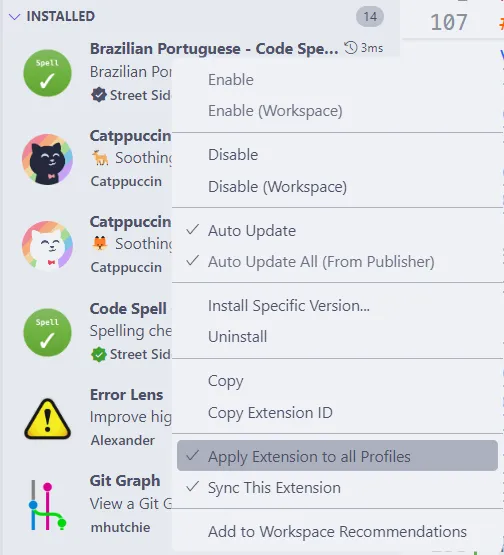 INSTALLED 14
107
Brazilian Portuguese - Code Spe... 3ms
Spell
Brazilian Por
Street Sid
Enable
Enable (Workspace)
Catppuccin
Soothing
Catppuccin
Disable
Disable (Workspace)
Catppuccin
Soothing
Catppuccin
Auto Update
Auto Update All (From Publisher)
Code Spell
Spell
Spelling che
Street Sid
Install Specific Version...
Uninstall
Error Lens
Improve hig
Alexander
Copy
Copy Extension ID
Git Graph
View a Git G
mhutchie
Apply Extension to all Profiles
Sync This Extension
Add to Workspace Recommendations